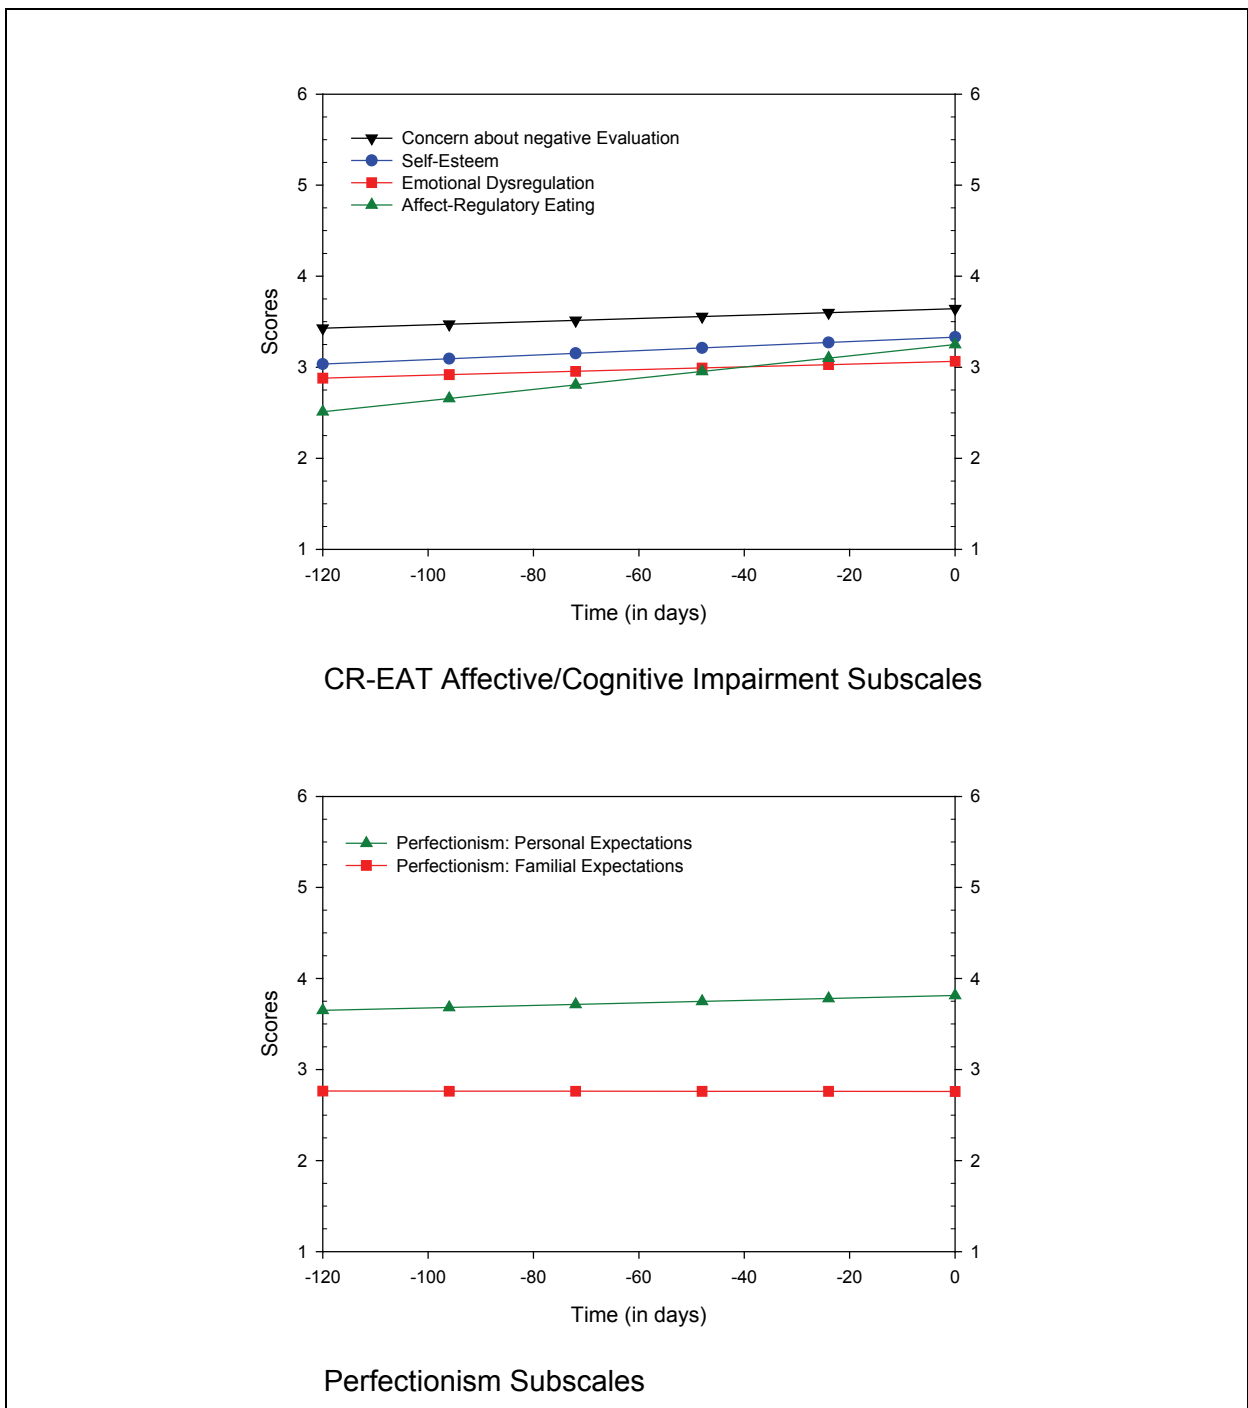 6 6
Concern about negative Evaluation
Self-Esteem
5 5
Emotional Dysregulation
Affect-Regulatory Eating
4 4
Scores
3 3
2 2
1 1
-120 -100 -80 -60 -40 -20 0
Time (in days)
CR-EAT Affective/Cognitive Impairment Subscales
6 6
Perfectionism: Personal Expectations
Perfectionism: Familial Expectations
5 5
4 4
Scores
3 3
2 2
1 1
-120 -100 -80 -60 -40 -20 0
Time (in days)
Perfectionism Subscales